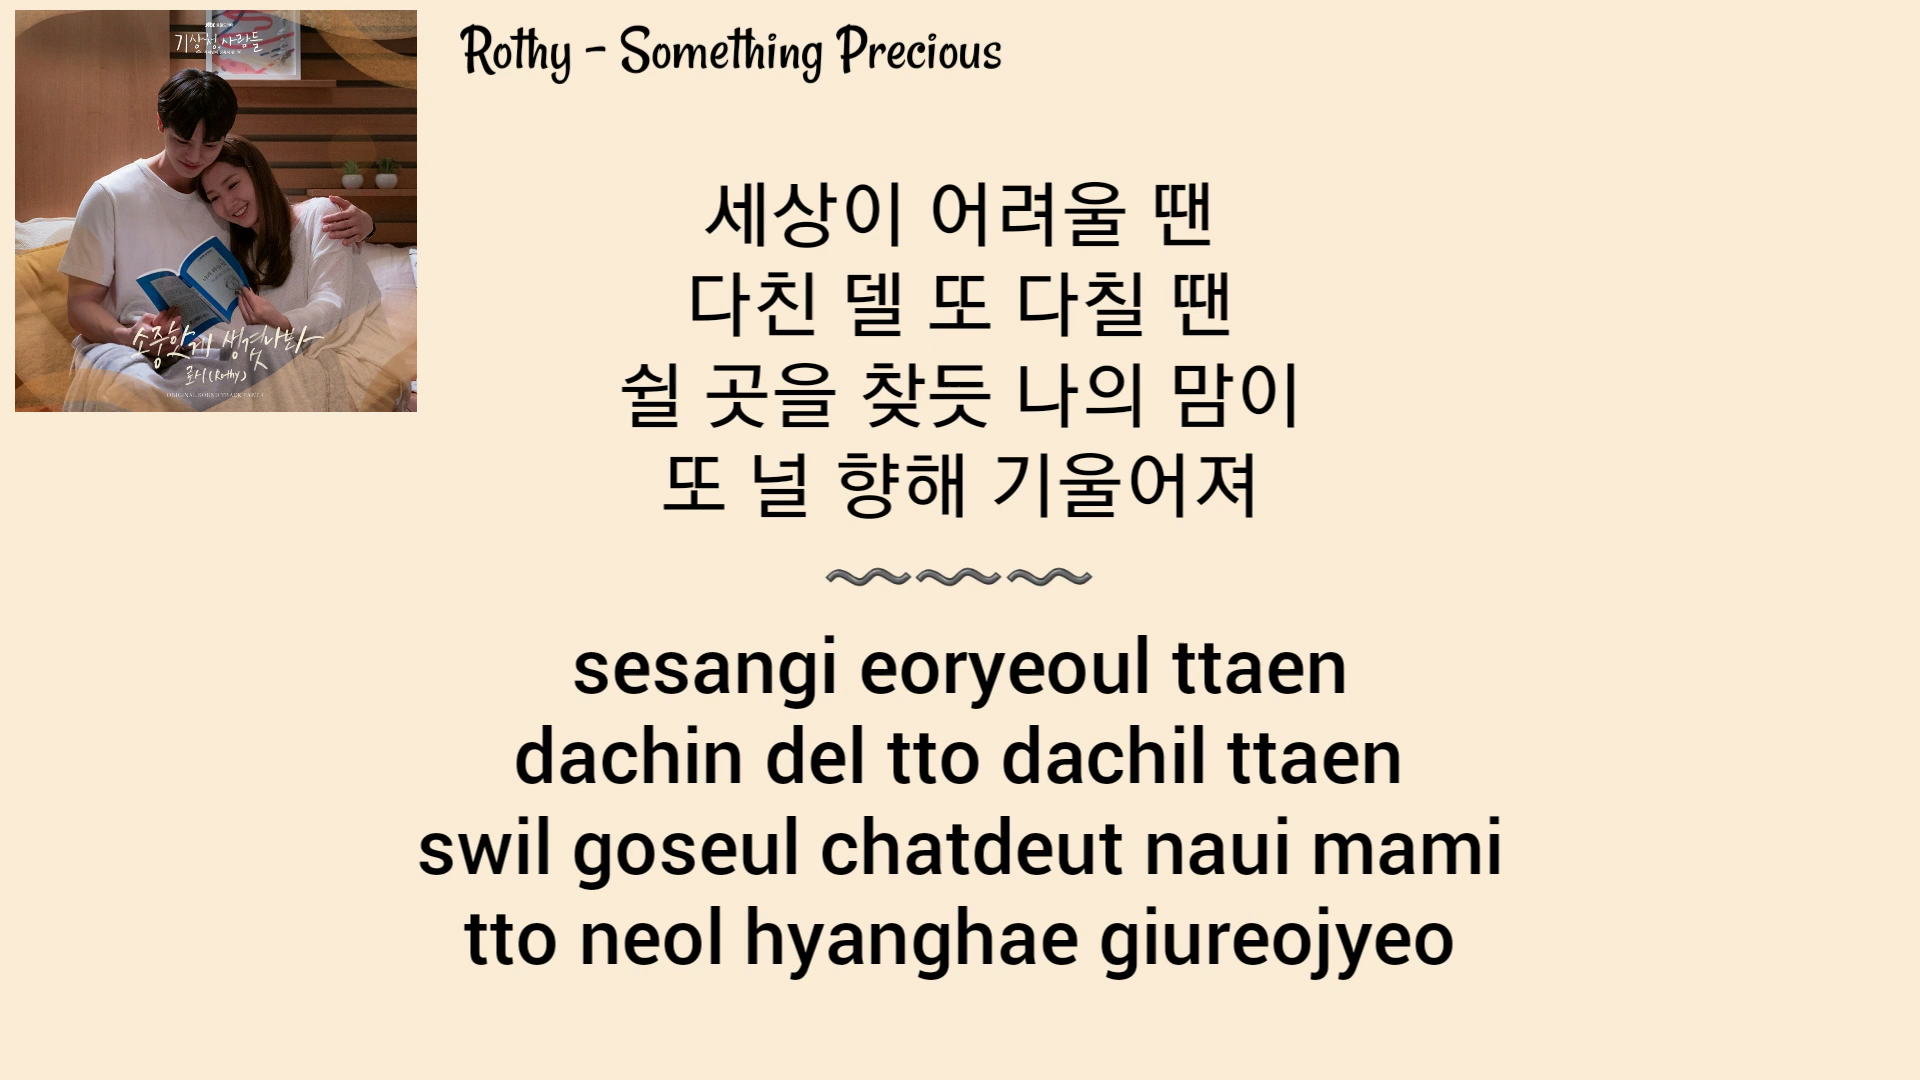 기상청 사람들
소중한 게 생겼나봐
로시 (Rothy)
Rothy - Something Precious
세상이 어려울 땐
다친 델 또 다칠 땐
쉴 곳을 찾듯 나의 맘이
또 널 향해 기울어져
sesangi eoryeoul ttaen
dachin del tto dachil ttaen
swil goseul chatdeut naui mami
tto neol hyanghae giureojyeo